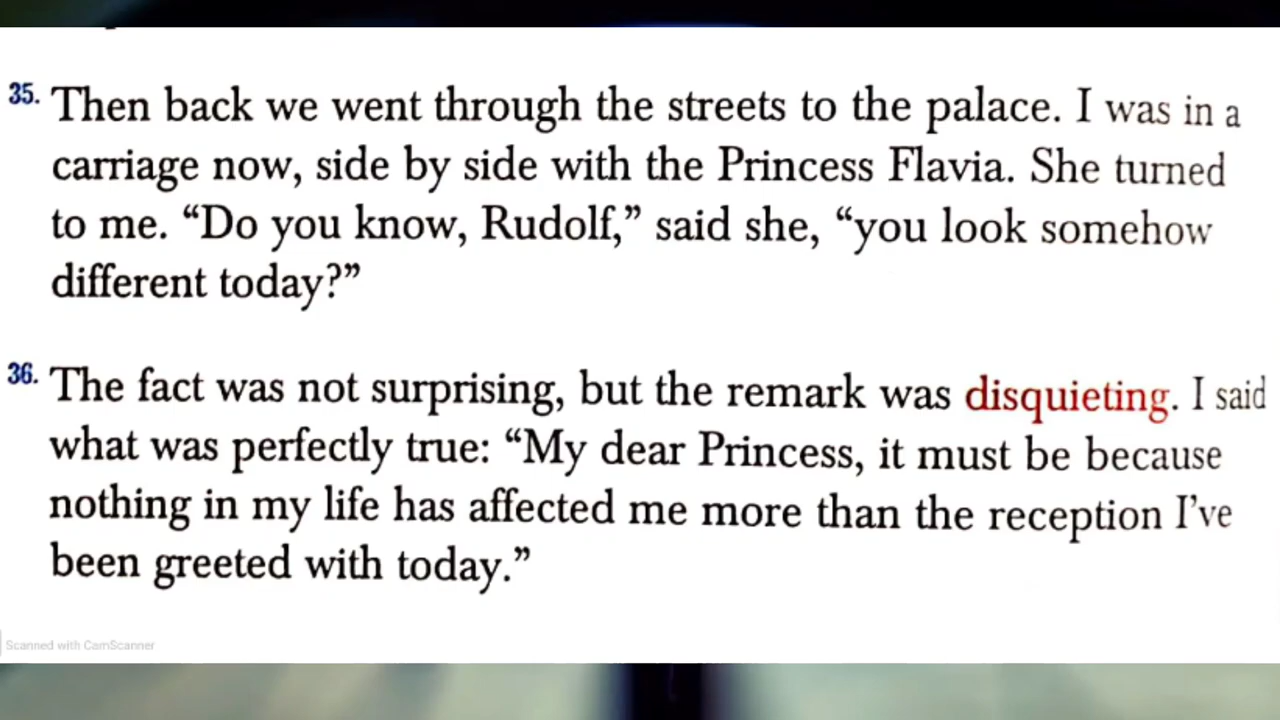 35. Then back we went through the streets to the palace. I was in a
carriage now, side by side with the Princess Flavia. She turned
to me. “Do you know, Rudolf,” said she, “you look somehow
different today?”
36. The fact was not surprising, but the remark was disquieting. I said
what was perfectly true: “My dear Princess, it must be because
nothing in my life has affected me more than the reception I’ve
been greeted with today.”
Scanned with CamScanner